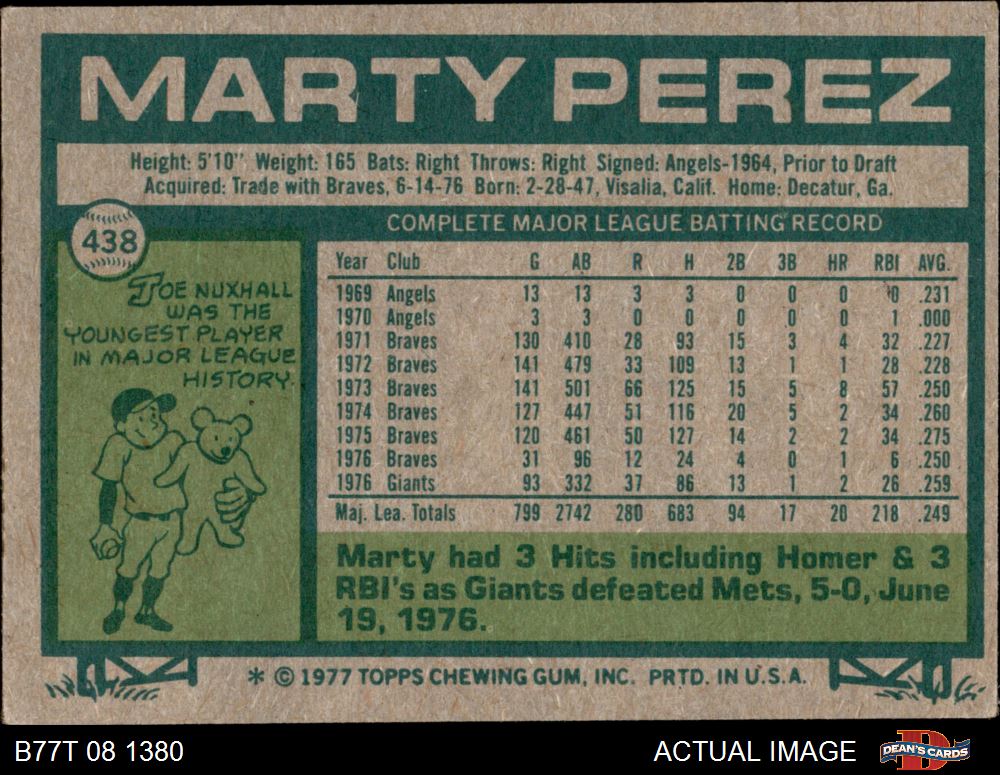 MARTY PEREZ
Height: 5'10" Weight: 165 Bats: Right Throws: Right Signed: Angels-1964, Prior to Draft
Acquired: Trade with Braves, 6-14-76 Born: 2-28-47, Visalia, Calif. Home: Decatur, Ga.
438
COMPLETE MAJOR LEAGUE BATTING RECORD
JOE NUXHALL
WAS THE
YOUNGEST PLAYER
IN MAJOR LEAGUE
HISTORY.
Year Club G AB R H 2B 3B HR RBI AVG.
1969 Angels 13 13 3 3 0 0 0 0 .231
1970 Angels 3 3 0 0 0 0 0 1 .000
1971 Braves 130 410 28 93 15 3 4 32 .227
1972 Braves 141 479 33 109 13 1 1 28 .228
1973 Braves 141 501 66 125 15 5 8 57 .250
1974 Braves 127 447 51 116 20 5 2 34 .260
1975 Braves 120 461 50 127 14 2 2 34 .275
1976 Braves 31 96 12 24 4 0 1 6 .250
1976 Giants 93 332 37 86 13 1 2 26 .259
Maj. Lea. Totals 799 2742 280 683 94 17 20 218 .249
Marty had 3 Hits including Homer & 3
RBI's as Giants defeated Mets, 5-0, June
19, 1976.
* © 1977 TOPPS CHEWING GUM, INC. PRTD. IN U.S.A.
B77T 08 1380 ACTUAL IMAGE DEAN'S CARDS